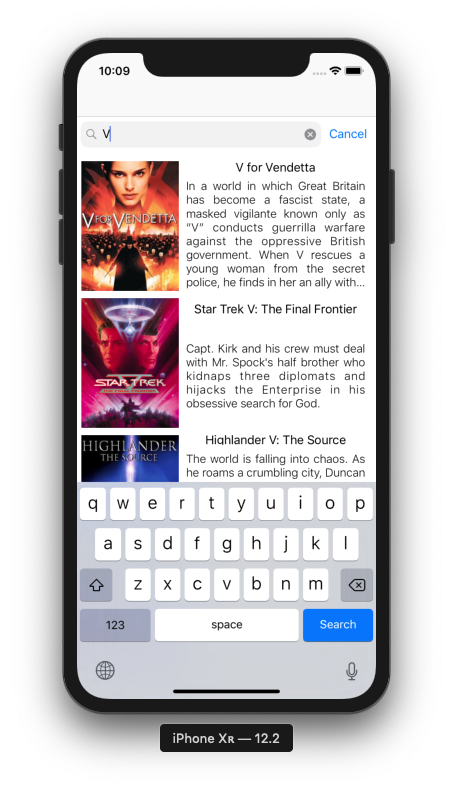 10:09
V
Cancel
V FOR VENDETTA
V for Vendetta
In a world in which Great Britain
has become a fascist state, a
masked vigilante known only as
“V” conducts guerrilla warfare
against the oppressive British
government. When V rescues a
young woman from the secret
police, he finds in her an ally with...
STAR TREK
V
THE FINAL FRONTIER
Star Trek V: The Final Frontier
Capt. Kirk and his crew must deal
with Mr. Spock's half brother who
kidnaps three diplomats and
hijacks the Enterprise in his
obsessive search for God.
HIGHLANDER
THE SOURCE
Highlander V: The Source
The world is falling into chaos. As
he roams a crumbling city, Duncan
q w e r t y u i o p
a s d f g h j k l
z x c v b n m
123 space Search
iPhone Xʀ — 12.2